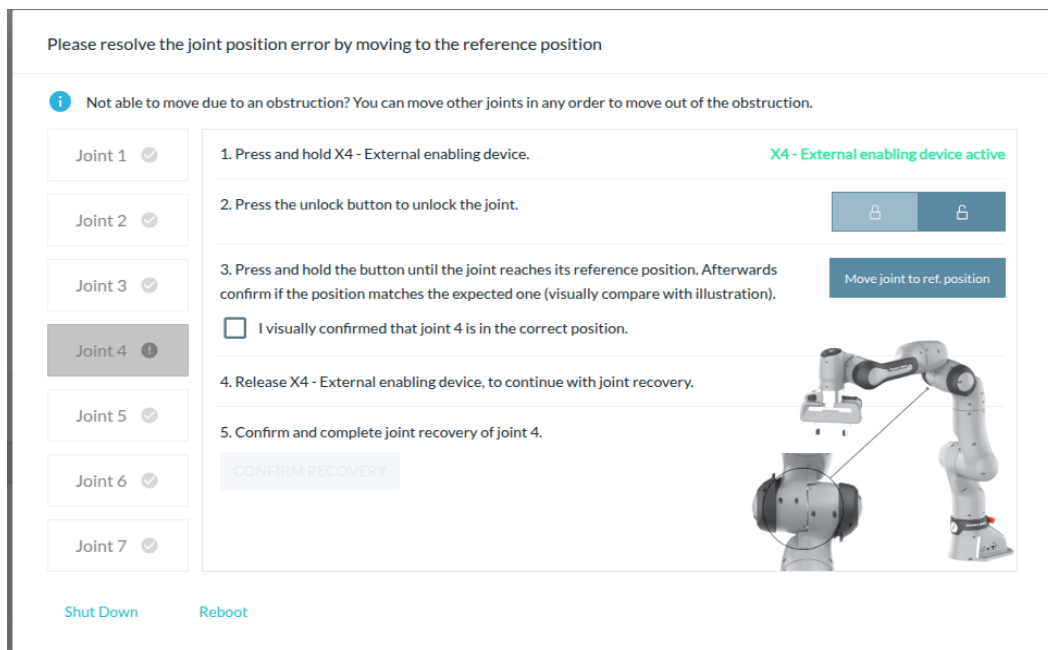 Please resolve the joint position error by moving to the reference position
Not able to move due to an obstruction? You can move other joints in any order to move out of the obstruction.
Joint 1
Joint 2
Joint 3
Joint 4
Joint 5
Joint 6
Joint 7
1. Press and hold X4 - External enabling device.
X4 - External enabling device active
2. Press the unlock button to unlock the joint.
3. Press and hold the button until the joint reaches its reference position. Afterwards
confirm if the position matches the expected one (visually compare with illustration).
Move joint to ref. position
I visually confirmed that joint 4 is in the correct position.
4. Release X4 - External enabling device, to continue with joint recovery.
5. Confirm and complete joint recovery of joint 4.
CONFIRM RECOVERY
Shut Down
Reboot